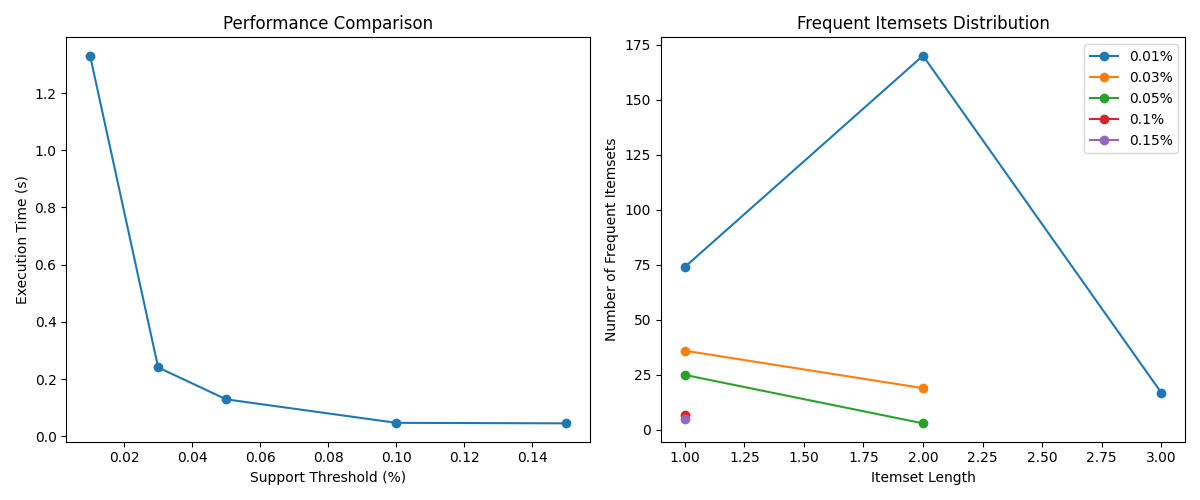 Performance Comparison
Execution Time (s)
1.2
1.0
0.8
0.6
0.4
0.2
0.0
0.02 0.04 0.06 0.08 0.10 0.12 0.14
Support Threshold (%)
Frequent Itemsets Distribution
Number of Frequent Itemsets
175
150
125
100
75
50
25
0
1.00 1.25 1.50 1.75 2.00 2.25 2.50 2.75 3.00
Itemset Length
0.01%
0.03%
0.05%
0.1%
0.15%